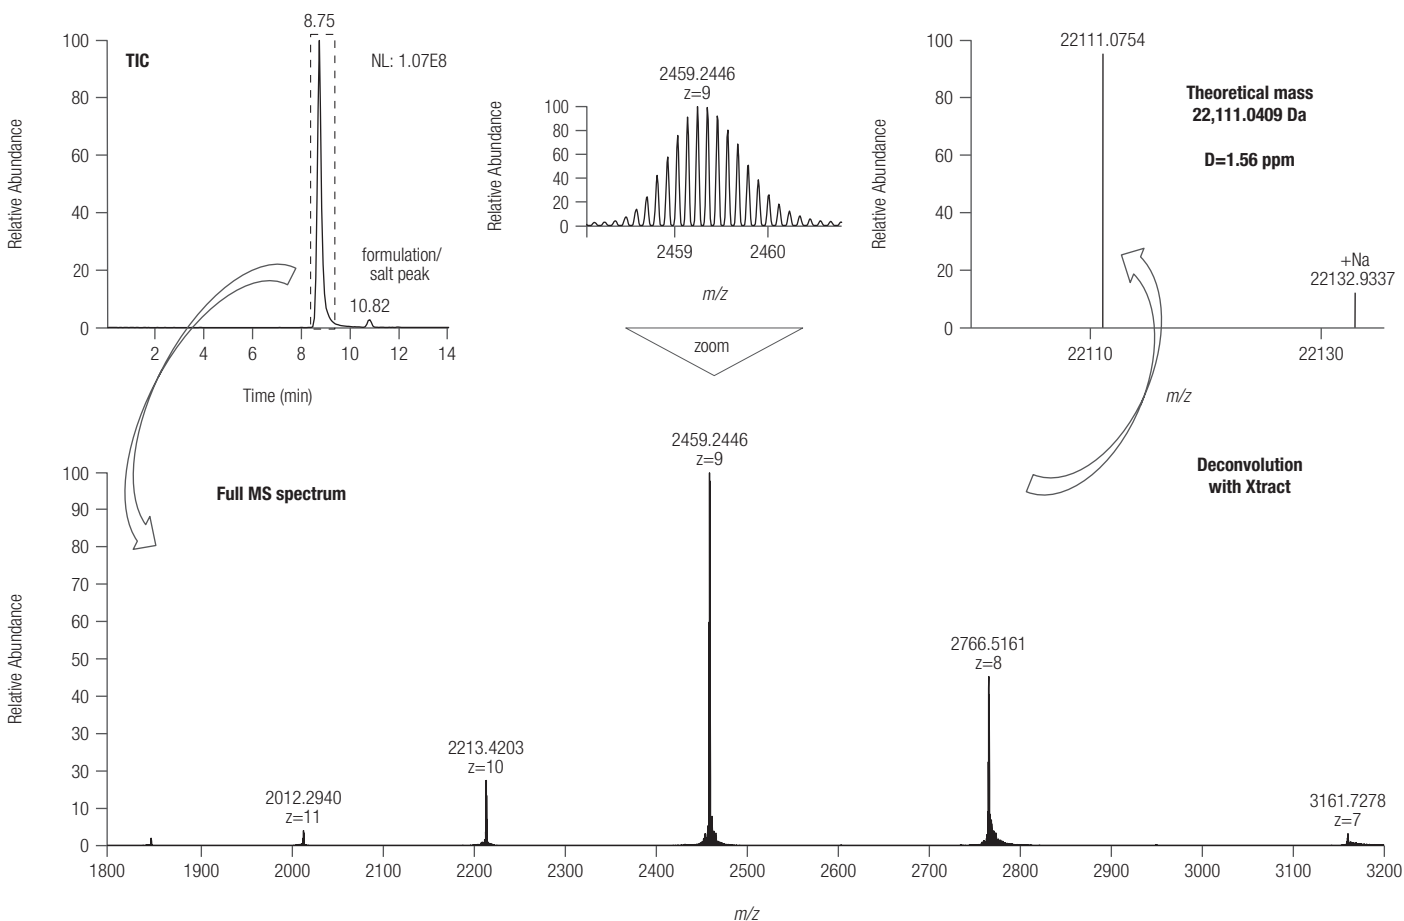 8.75
TIC
NL: 1.07E8
Relative Abundance
100
80
60
40
20
0
formulation/
salt peak
10.82
2 4 6 8 10 12 14
Time (min)
2459.2446
z=9
Relative Abundance
100
80
60
40
20
0
2459 2460
m/z
zoom
22111.0754
Relative Abundance
100
80
60
40
20
0
Theoretical mass
22,111.0409 Da
D=1.56 ppm
+Na
22132.9337
22110 22130
m/z
Deconvolution
with Xtract
Full MS spectrum
Relative Abundance
100
90
80
70
60
50
40
30
30
10
0
2012.2940
z=11
2213.4203
z=10
2459.2446
z=9
2766.5161
z=8
3161.7278
z=7
1800 1900 2000 2100 2200 2300 2400 2500 2600 2700 2800 2900 3000 3100 3200
m/z